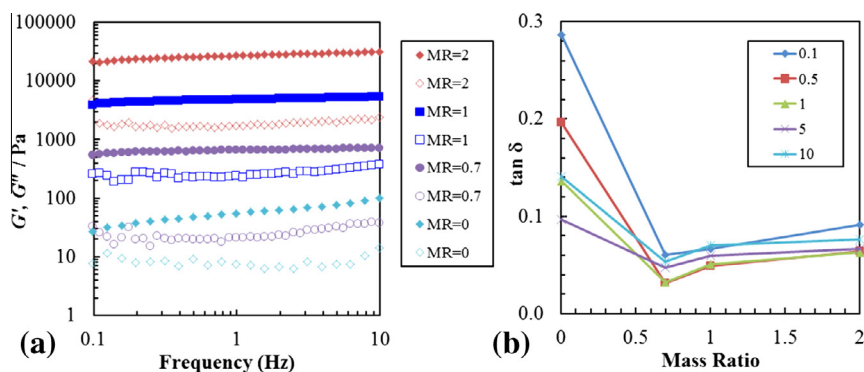 100000
10000
1000
100
10
1
G', G" / Pa
0.1
1
10
Frequency (Hz)
(a)
MR=2
MR=2
MR=1
MR=1
MR=0.7
MR=0.7
MR=0
MR=0
0.3
0.2
0.1
0.0
tan δ
0
0.5
1
1.5
2
Mass Ratio
(b)
0.1
0.5
1
5
10